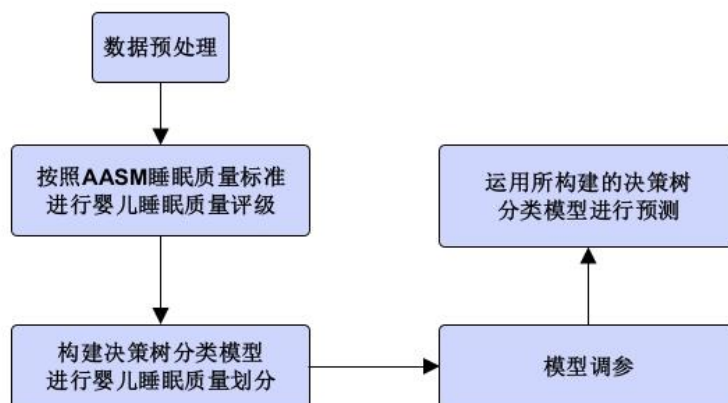 数据预处理
按照AASM睡眠质量标准
进行婴儿睡眠质量评级
构建决策树分类模型
进行婴儿睡眠质量划分
模型调参
运用所构建的决策树
分类模型进行预测